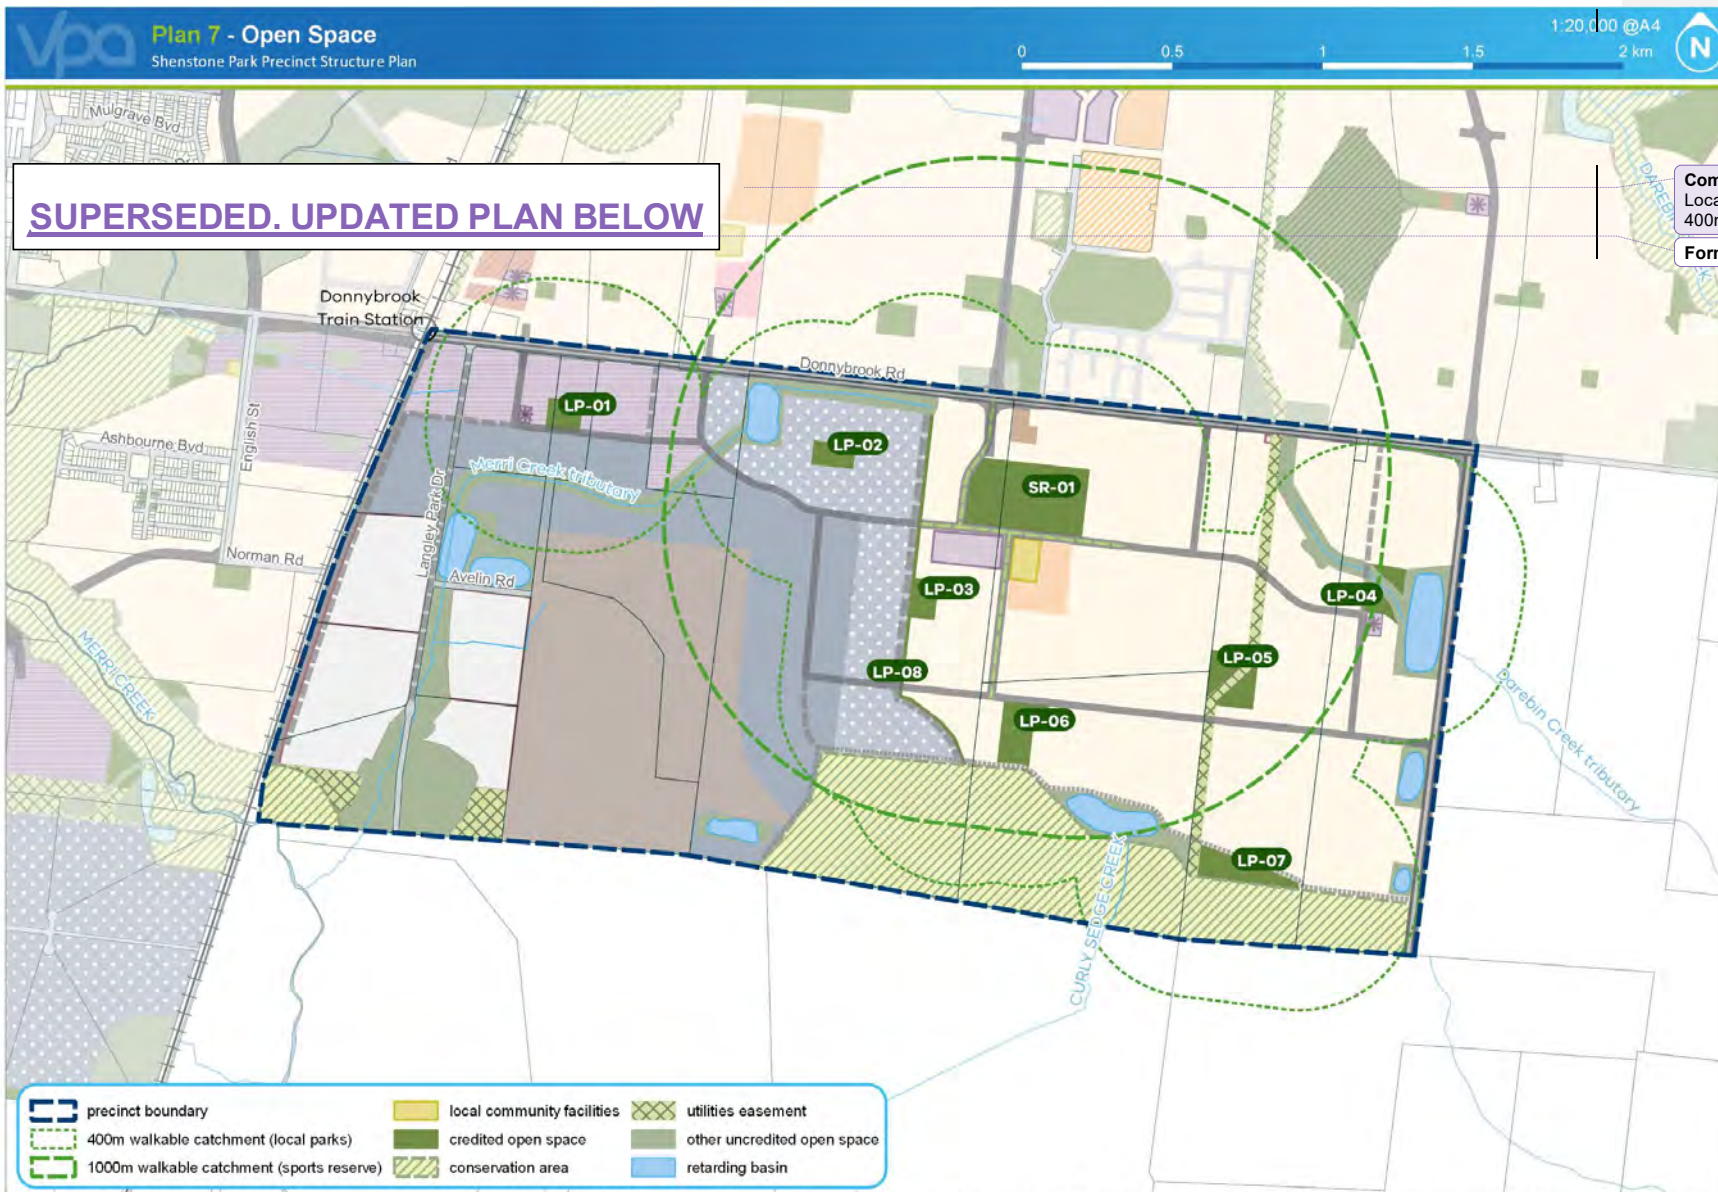 vpa
Plan 7 - Open Space
Shenstone Park Precinct Structure Plan
1:20,000 @A4
0 0.5 1 1.5 2 km
N
Mulgrave Bvd
SUPERSEDED. UPDATED PLAN BELOW
Com
Loca
400m
Form
DAREBIN
Donnybrook
Train Station
Donnybrook Rd
LP-01
LP-02
SR-01
English St
Ashbourne Bvd
Merri Creek tributary
Langley Park Dr
Norman Rd
Avelin Rd
LP-03
LP-04
LP-05
LP-08
LP-06
MERRI CREEK
Darebin Creek tributary
LP-07
CURLY SEDGE CREEK
precinct boundary
400m walkable catchment (local parks)
1000m walkable catchment (sports reserve)
local community facilities
credited open space
conservation area
utilities easement
other uncredited open space
retarding basin